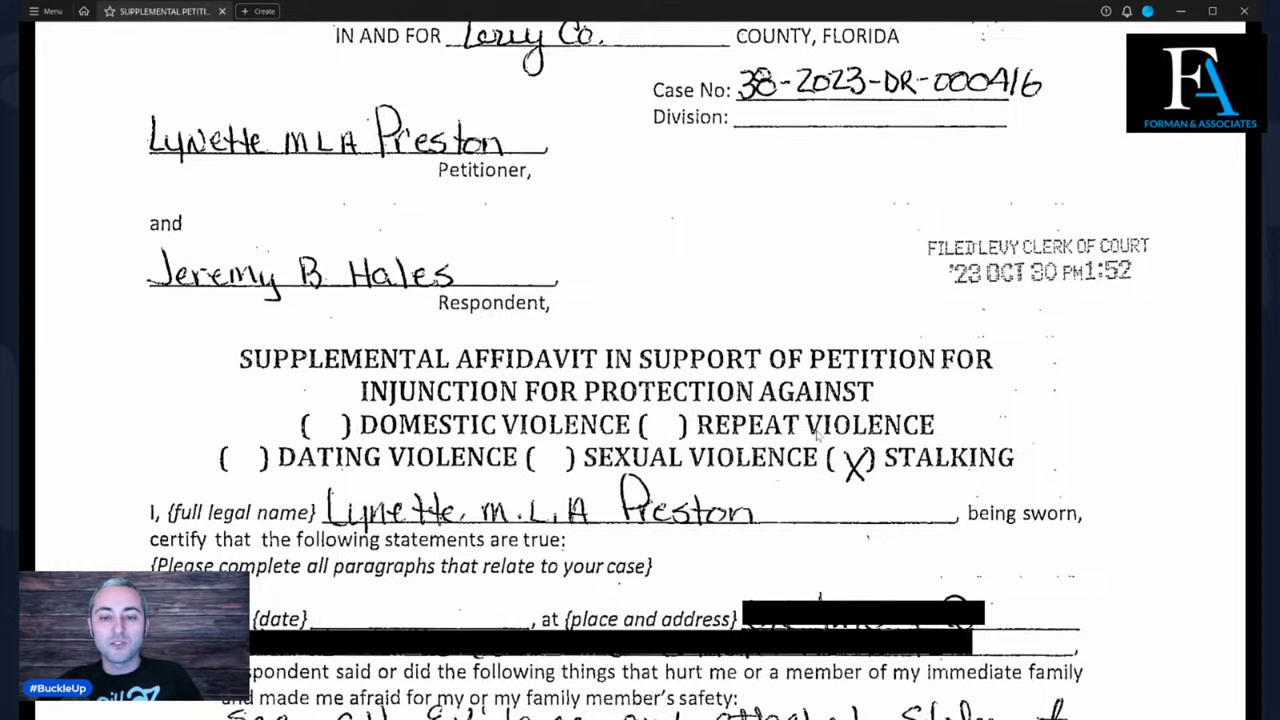 Menu
SUPPLEMENTAL PETITI...
Create
IN AND FOR Levy Co. COUNTY, FLORIDA
Case No: 38-2023-DR-000416
Division:
FORMAN & ASSOCIATES
Lynette M L A Preston
Petitioner,
and
FILED LEVY CLERK OF COURT
'23 OCT 30 PM 1:52
Jeremy B Hales
Respondent,
SUPPLEMENTAL AFFIDAVIT IN SUPPORT OF PETITION FOR
INJUNCTION FOR PROTECTION AGAINST
( ) DOMESTIC VIOLENCE ( ) REPEAT VIOLENCE
( ) DATING VIOLENCE ( ) SEXUAL VIOLENCE (X) STALKING
I, {full legal name} Lynette M.L.A Preston, being sworn,
certify that the following statements are true:
{Please complete all paragraphs that relate to your case}
{date} , at {place and address}
spondent said or did the following things that hurt me or a member of my immediate family
nd made me afraid for my or my family member's safety:
#BuckleUp